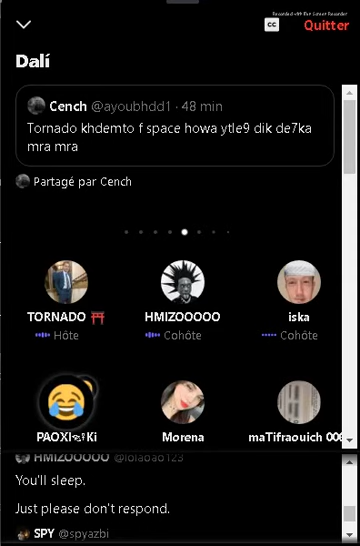 Recorded with iTop Screen Recorder
CC
Quitter
Dalí
Cench @ayoubhdd1 · 48 min
Tornado khdemto f space howa ytle9 dik de7ka
mra mra
Partagé par Cench
TORNADO HMIZOOOOO iska
Hôte Cohôte Cohôte
PAOXI Ki Morena maTifraouich 00
HMIZOOOOO @lolaoao123
You'll sleep.
Just please don't respond.
SPY @spyazbi